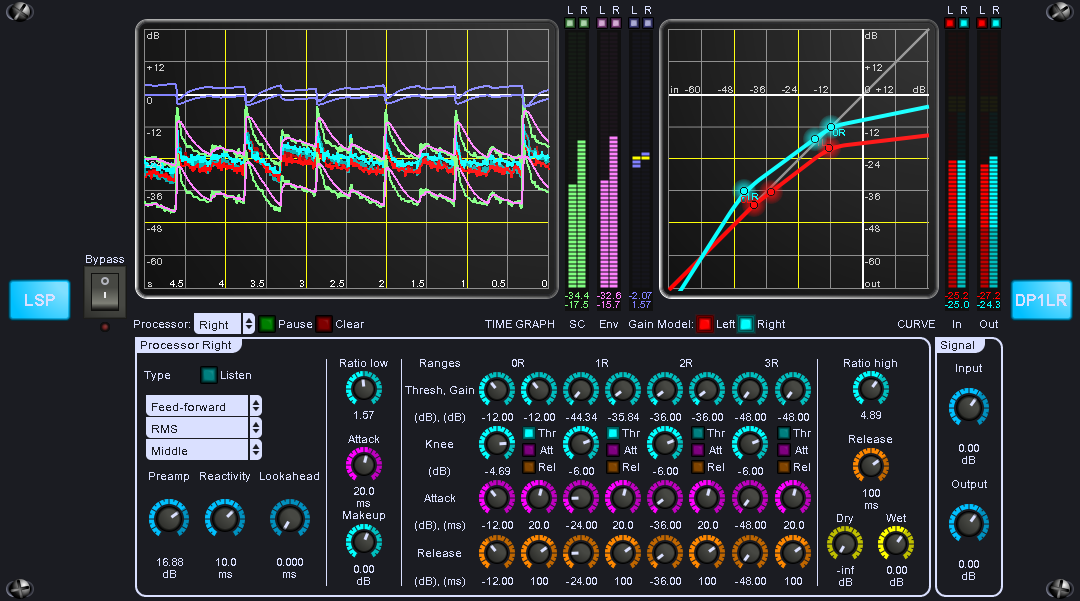 L R L R L R L R L R
dB
+12
0
-12
-36
-48
-60
s 4.5 4 3.5 3 2.5 2 1.5 1 0.5 0
dB
+12
in -60 -48 -36 -24 -12 0 +12 dB
-12
-24
-36
-48
-60
out
0R
1R
-34.4 -32.6 -2.07 -25.2 -27.2
-17.5 -15.7 1.57 -25.0 -24.3
Bypass
LSP
DP1LR
Processor: Right Pause Clear TIME GRAPH SC Env Gain Model: Left Right CURVE In Out
Processor Right
Signal
Type Listen
Feed-forward
RMS
Middle
Preamp Reactivity Lookahead
16.88 10.0 0.000
dB ms ms
Ratio low
1.57
Attack
20.0
ms
Makeup
0.00
dB
Ranges 0R 1R 2R 3R
Thresh, Gain
(dB), (dB) -12.00 -12.00 -44.34 -35.84 -36.00 -36.00 -48.00 -48.00
Knee Thr Thr Thr Thr
Att Att Att Att
(dB) -4.69 Rel -6.00 Rel -6.00 Rel -6.00 Rel
Attack
(dB), (ms) -12.00 20.0 -24.00 20.0 -36.00 20.0 -48.00 20.0
Release
(dB), (ms) -12.00 100 -24.00 100 -36.00 100 -48.00 100
Ratio high
4.89
Release
100
ms
Dry Wet
-inf 0.00
dB dB
Input
0.00
dB
Output
0.00
dB